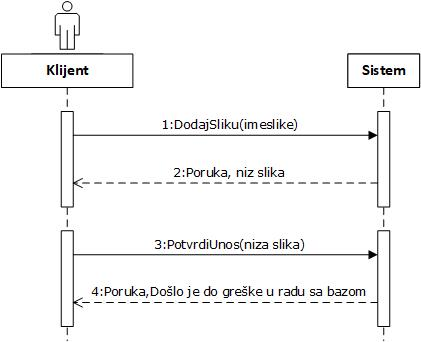 Klijent
Sistem
1:DodajSliku(imeslike)
2:Poruka, niz slika
3:PotvrdiUnos(niza slika)
4:Poruka,Došlo je do greške u radu sa bazom